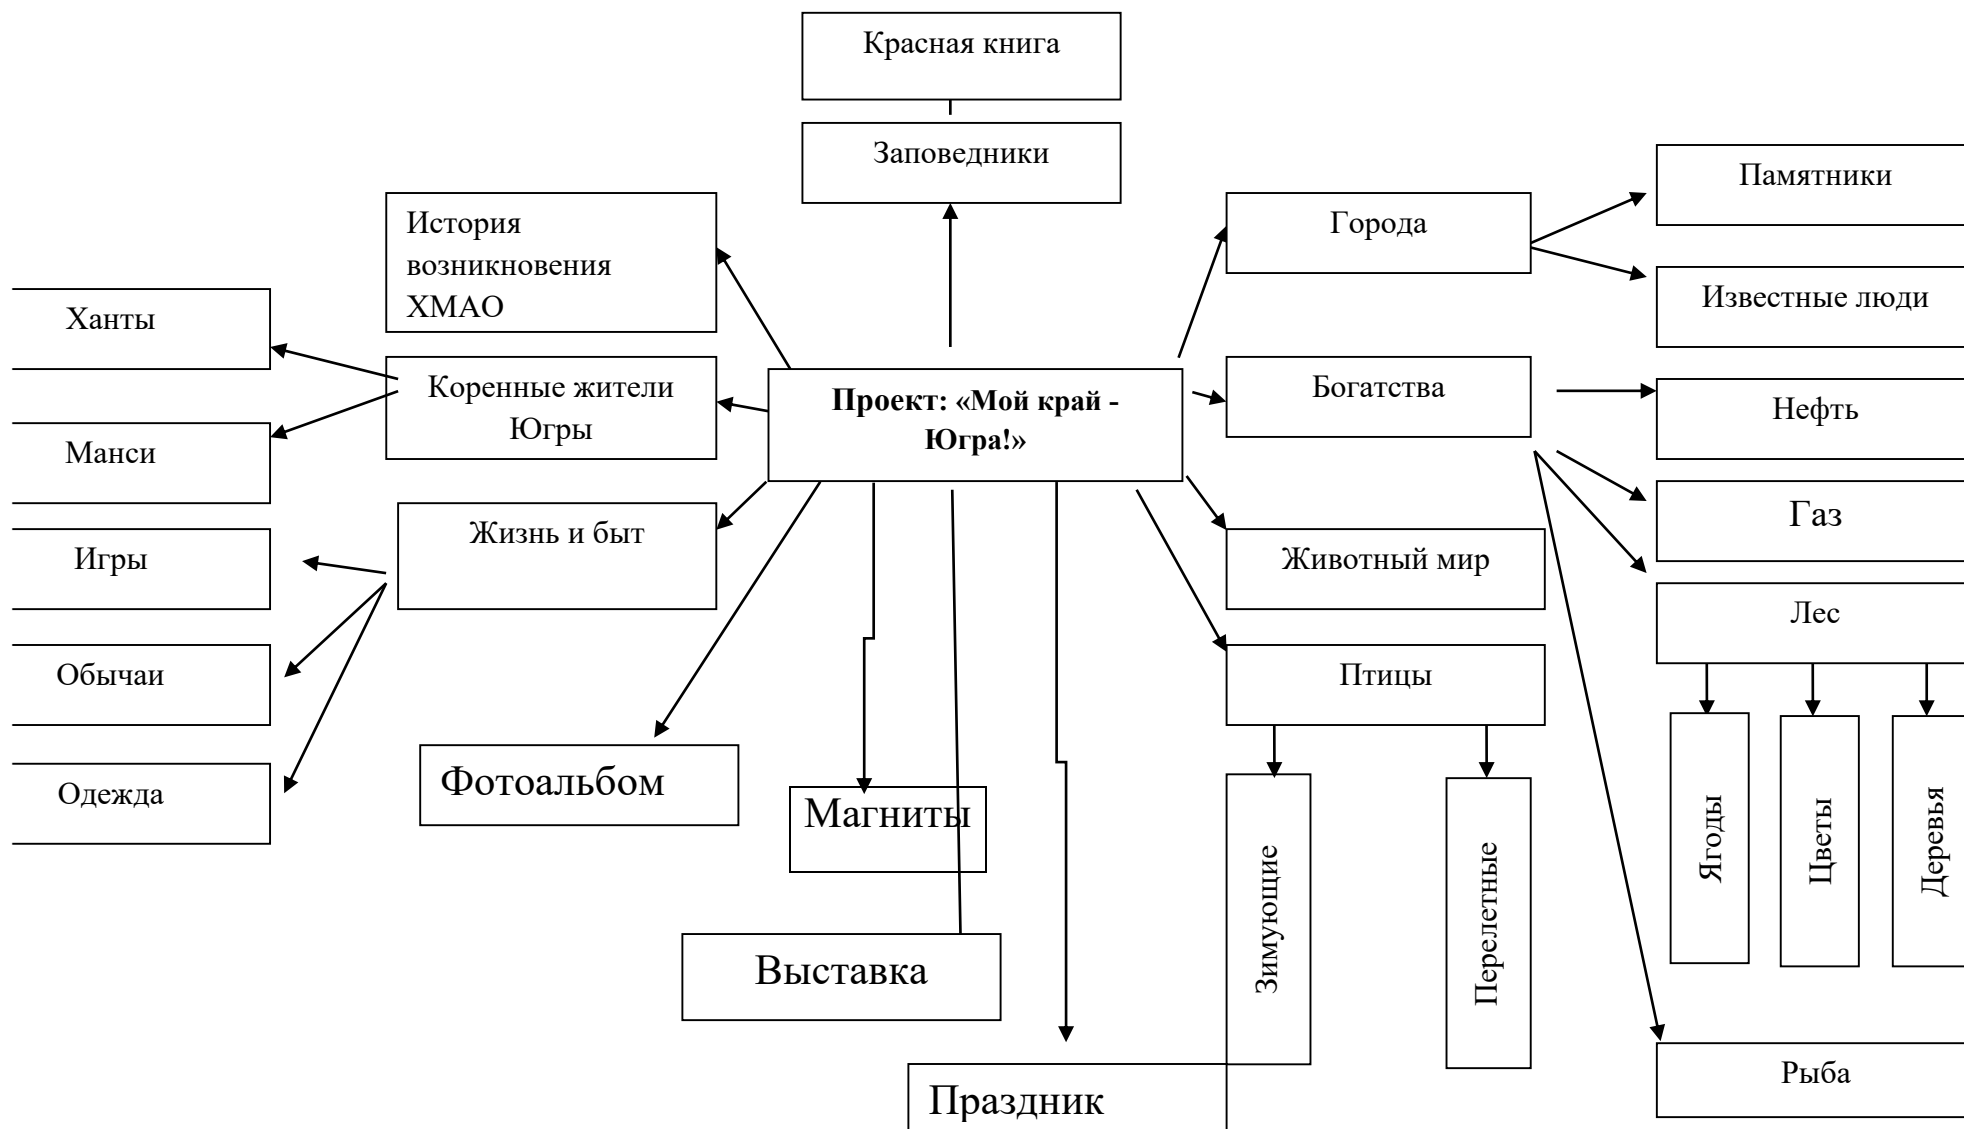 Красная книга
Заповедники
Памятники
История
возникновения
ХМАО
Города
Известные люди
Ханты
Коренные жители
Югры
Проект: «Мой край -
Югра!»
Богатства
Нефть
Манси
Жизнь и быт
Газ
Игры
Животный мир
Лес
Обычаи
Птицы
Одежда
Фотоальбом
Магниты
Зимующие
Перелетные
Ягоды
Цветы
Деревья
Выставка
Рыба
Праздник